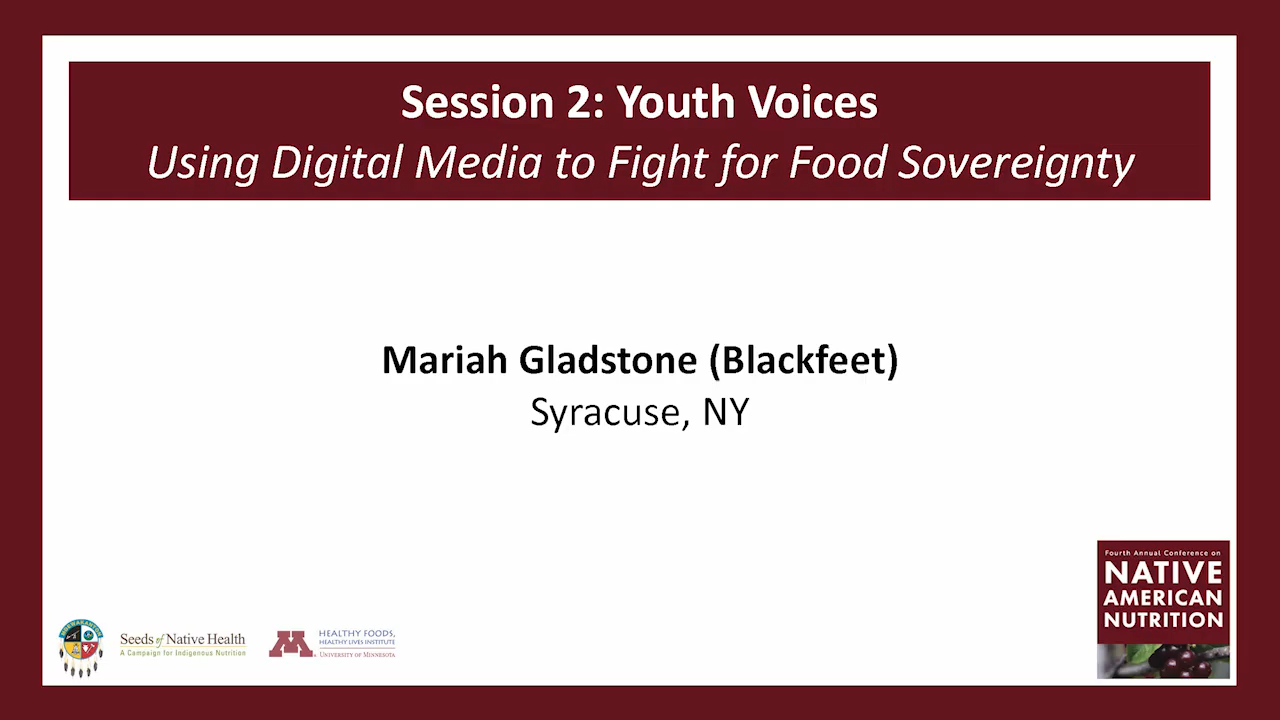 Session 2: Youth Voices
Using Digital Media to Fight for Food Sovereignty
Mariah Gladstone (Blackfeet)
Syracuse, NY
Fourth Annual Conference on
NATIVE
AMERICAN
NUTRITION
Seeds of Native Health
A Campaign for Indigenous Nutrition
HEALTHY FOODS,
HEALTHY LIVES INSTITUTE
UNIVERSITY OF MINNESOTA